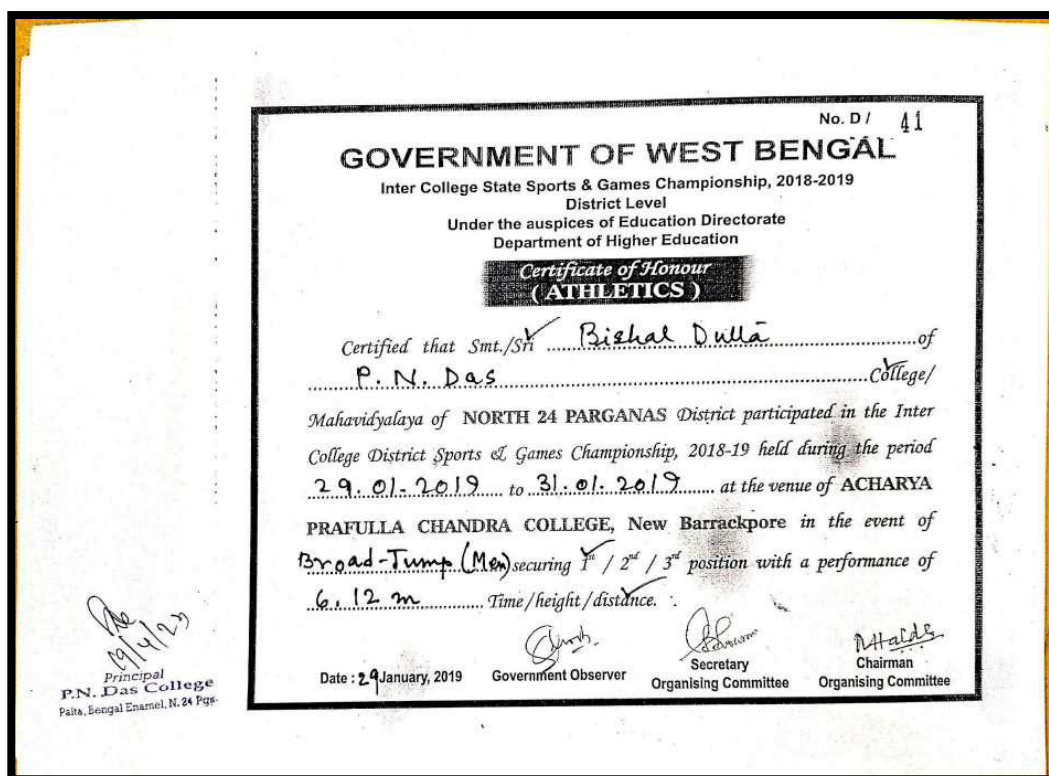 No. D / 41
GOVERNMENT OF WEST BENGAL
Inter College State Sports & Games Championship, 2018-2019
District Level
Under the auspices of Education Directorate
Department of Higher Education
Certificate of Honour
( ATHLETICS )
Certified that Smt./Sri Bishal Dutta of
P. N. Das College/
Mahavidyalaya of NORTH 24 PARGANAS District participated in the Inter
College District Sports & Games Championship, 2018-19 held during the period
29.01-2019 to 31.01.2019 at the venue of ACHARYA
PRAFULLA CHANDRA COLLEGE, New Barrackpore in the event of
Broad-Jump (Men) securing 1st / 2nd / 3rd position with a performance of
6.12 m Time/height/distance.
Date : 29 January, 2019
Government Observer
Secretary
Organising Committee
Chairman
Organising Committee
19/4/23
Principal
P.N. Das College
Palta, Bengal Enamel, N. 24 Pgs.